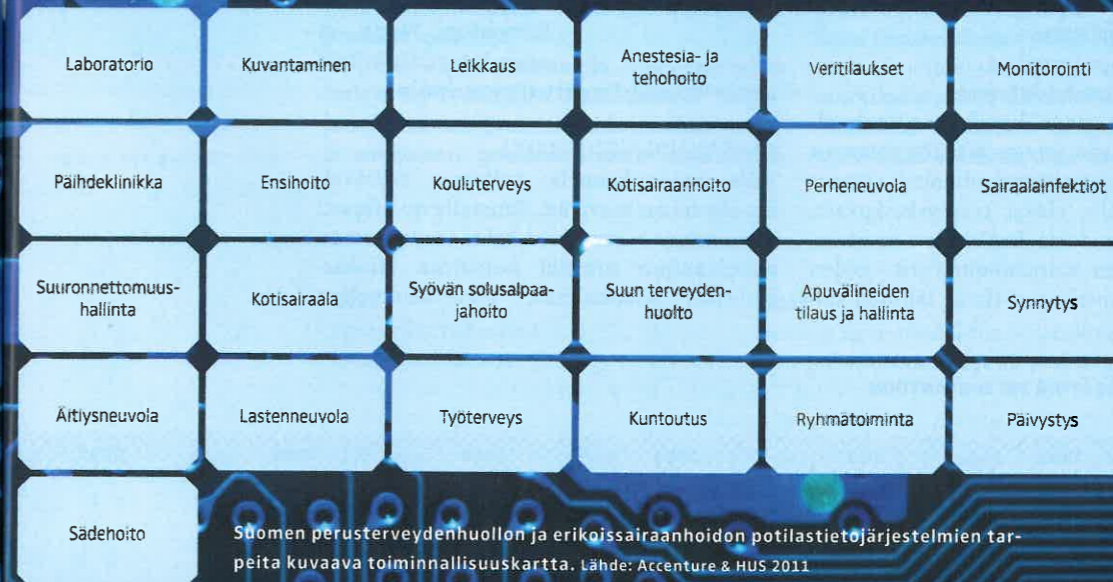 Laboratorio
Kuvantaminen
Leikkaus
Anestesia- ja
tehohoito
Veritilaukset
Monitorointi
Päihdeklinikka
Ensihoito
Kouluterveys
Kotisairaanhoito
Perheneuvola
Sairaalainfektiot
Suuronnettomuus-
hallinta
Kotisairaala
Syövän solusalpaa-
jahoito
Suun terveyden-
huolto
Apuvälineiden
tilaus ja hallinta
Synnytys
Äitiysneuvola
Lastenneuvola
Työterveys
Kuntoutus
Ryhmätoiminta
Päivystys
Sädehoito
Suomen perusterveydenhuollon ja erikoissairaanhoidon potilastietojärjestelmien tar-
peita kuvaava toiminnallisuuskartta. Lähde: Accenture & HUS 2011